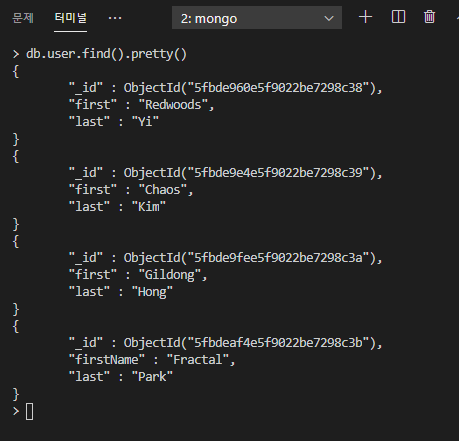 문제 터미널 ··· 2: mongo
> db.user.find().pretty()
{
"_id" : ObjectId("5fbde960e5f9022be7298c38"),
"first" : "Redwoods",
"last" : "Yi"
}
{
"_id" : ObjectId("5fbde9e4e5f9022be7298c39"),
"first" : "Chaos",
"last" : "Kim"
}
{
"_id" : ObjectId("5fbde9fee5f9022be7298c3a"),
"first" : "Gildong",
"last" : "Hong"
}
{
"_id" : ObjectId("5fbdeaf4e5f9022be7298c3b"),
"firstName" : "Fractal",
"last" : "Park"
}
>